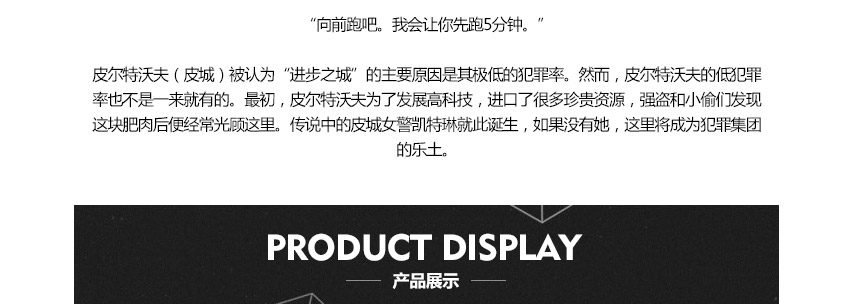 “向前跑吧。我会让你先跑5分钟。”
皮尔特沃夫（皮城）被认为“进步之城”的主要原因是其极低的犯罪率。然而，皮尔特沃夫的低犯罪
率也不是一来就有的。最初，皮尔特沃夫为了发展高科技，进口了很多珍贵资源，强盗和小偷们发现
这块肥肉后便经常光顾这里。传说中的皮城女警凯特琳就此诞生，如果没有她，这里将成为犯罪集团
的乐土。
PRODUCT DISPLAY
产品展示